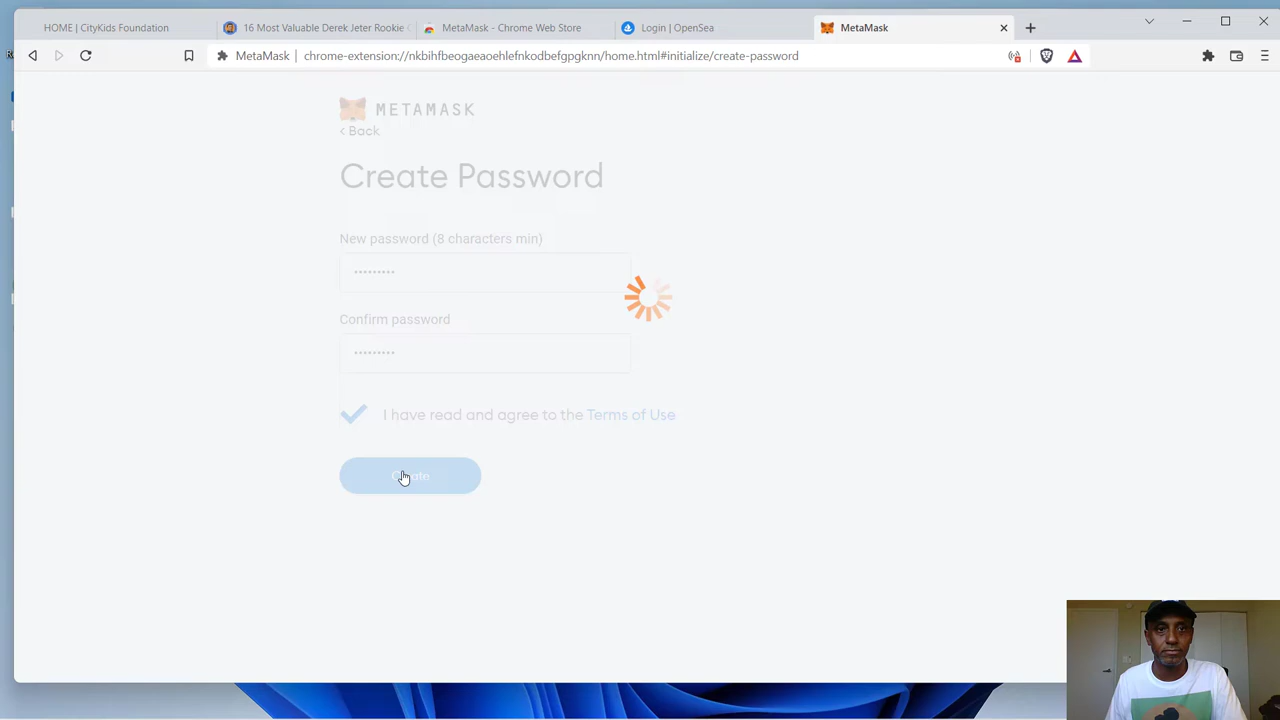 HOME | CityKids Foundation
16 Most Valuable Derek Jeter Rookie
MetaMask - Chrome Web Store
Login | OpenSea
MetaMask
MetaMask
chrome-extension://nkbihfbeogaeaoehlefnkodbefgpgknn/home.html#initialize/create-password
METAMASK
< Back
Create Password
New password (8 characters min)
•••••••••
Confirm password
•••••••••
I have read and agree to the Terms of Use
Create